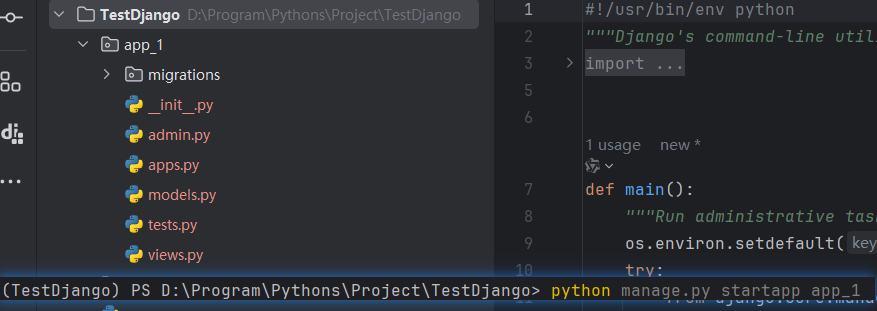 TestDjango D:\Program\Pythons\Project\TestDjango
app_1
migrations
__init__.py
admin.py
apps.py
models.py
tests.py
views.py
1 #!/usr/bin/env python
2 """Django's command-line util
3 import ...
5
6
1 usage new *
7 def main():
8 """Run administrative task
9 os.environ.setdefault( key
10 try:
(TestDjango) PS D:\Program\Pythons\Project\TestDjango> python manage.py startapp app_1